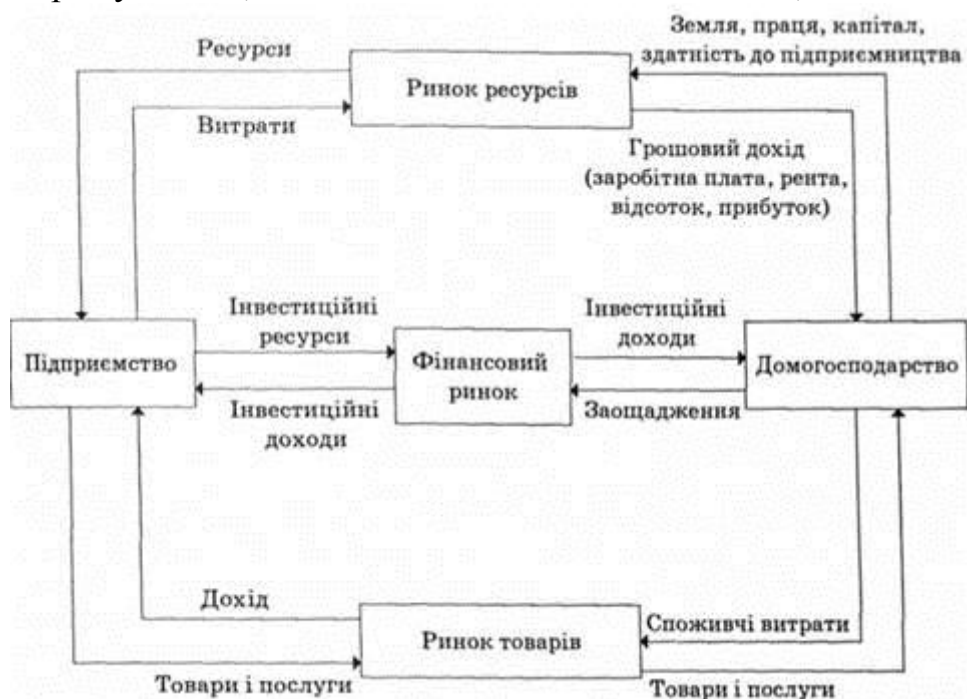 Ресурси
Земля, праця, капітал,
здатність до підприємництва
Ринок ресурсів
Витрати
Грошовий дохід
(заробітна плата, рента,
відсоток, прибуток)
Інвестиційні
ресурси
Інвестиційні
доходи
Підприємство
Фінансовий
ринок
Домогосподарство
Інвестиційні
доходи
Заощадження
Дохід
Споживчі витрати
Ринок товарів
Товари і послуги
Товари і послуги